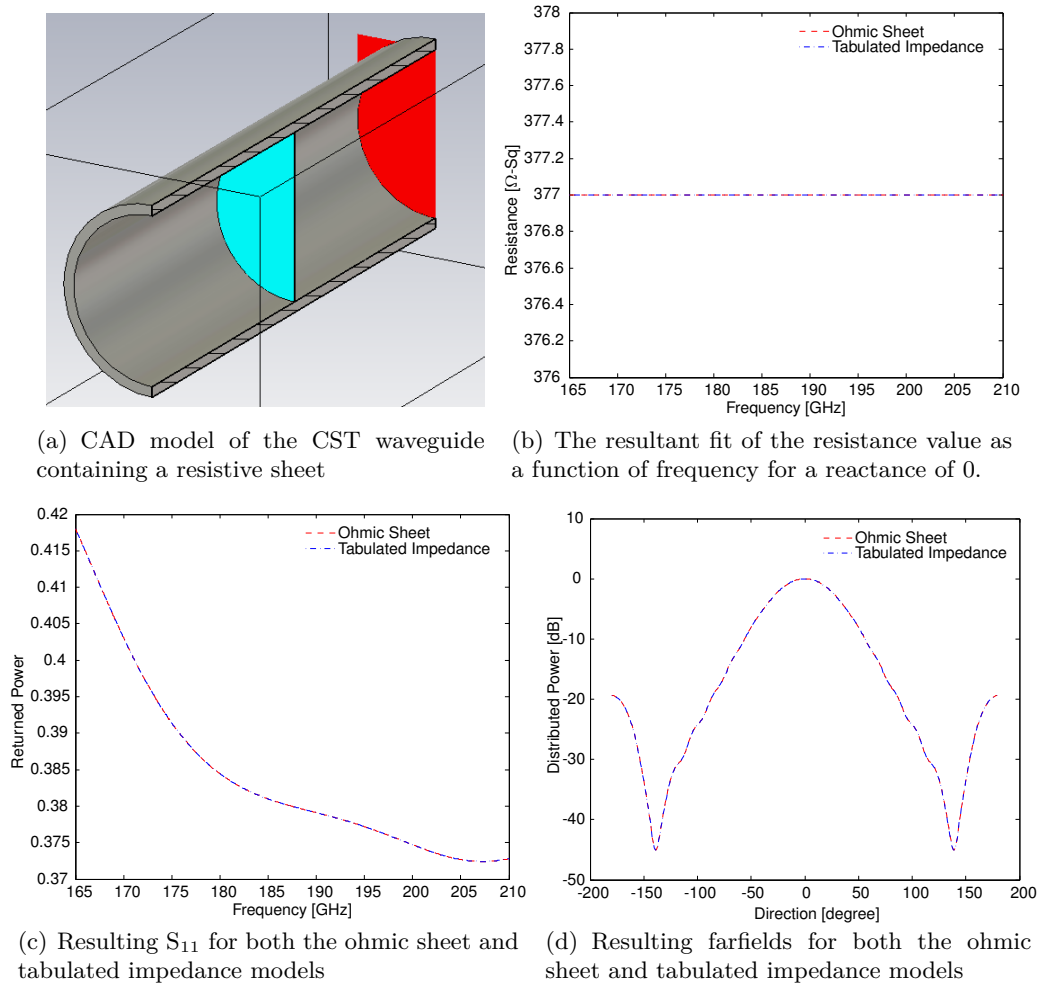 378
377.8
377.6
377.4
377.2
377
376.8
376.6
376.4
376.2
376
165 170 175 180 185 190 195 200 205 210
Resistance [Ω-Sq]
Frequency [GHz]
Ohmic Sheet
Tabulated Impedance
(a) CAD model of the CST waveguide
containing a resistive sheet
(b) The resultant fit of the resistance value as
a function of frequency for a reactance of 0.
0.42
0.415
0.41
0.405
0.4
0.395
0.39
0.385
0.38
0.375
0.37
165 170 175 180 185 190 195 200 205 210
Returned Power
Frequency [GHz]
Ohmic Sheet
Tabulated Impedance
10
0
-10
-20
-30
-40
-50
-200 -150 -100 -50 0 50 100 150 200
Distributed Power [dB]
Direction [degree]
Ohmic Sheet
Tabulated Impedance
(c) Resulting S₁₁ for both the ohmic sheet and
tabulated impedance models
(d) Resulting farfields for both the ohmic
sheet and tabulated impedance models